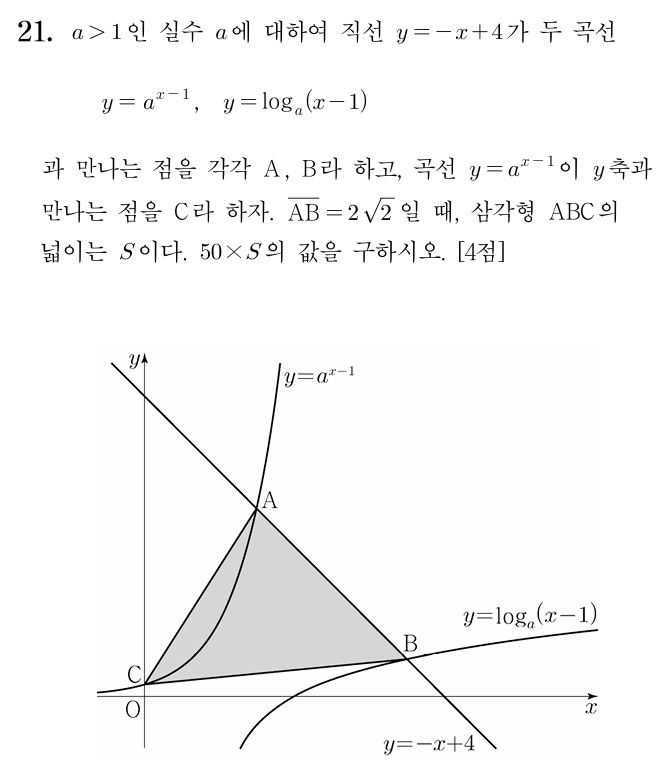 21. a > 1인 실수 a에 대하여 직선 y = -x + 4가 두 곡선
y = a^{x-1}, y = log_a(x-1)
과 만나는 점을 각각 A, B라 하고, 곡선 y = a^{x-1}이 y축과
만나는 점을 C라 하자. \overline{AB} = 2√2 일 때, 삼각형 ABC의
넓이는 S이다. 50×S의 값을 구하시오. [4점]
y
y=a^{x-1}
A
y=log_a(x-1)
B
C
O
x
y=-x+4